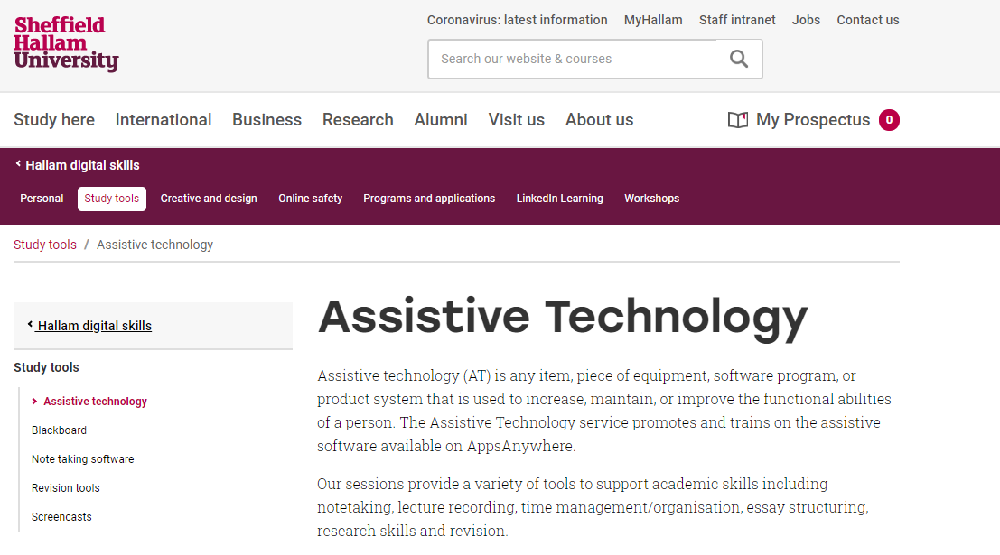 Sheffield
Hallam
University
Coronavirus: latest information MyHallam Staff intranet Jobs Contact us
Search our website & courses
Study here International Business Research Alumni Visit us About us My Prospectus 0
Hallam digital skills
Personal Study tools Creative and design Online safety Programs and applications LinkedIn Learning Workshops
Study tools / Assistive technology
Hallam digital skills
Study tools
Assistive technology
Blackboard
Note taking software
Revision tools
Screencasts
Assistive Technology
Assistive technology (AT) is any item, piece of equipment, software program, or
product system that is used to increase, maintain, or improve the functional abilities
of a person. The Assistive Technology service promotes and trains on the assistive
software available on AppsAnywhere.
Our sessions provide a variety of tools to support academic skills including
notetaking, lecture recording, time management/organisation, essay structuring,
research skills and revision.